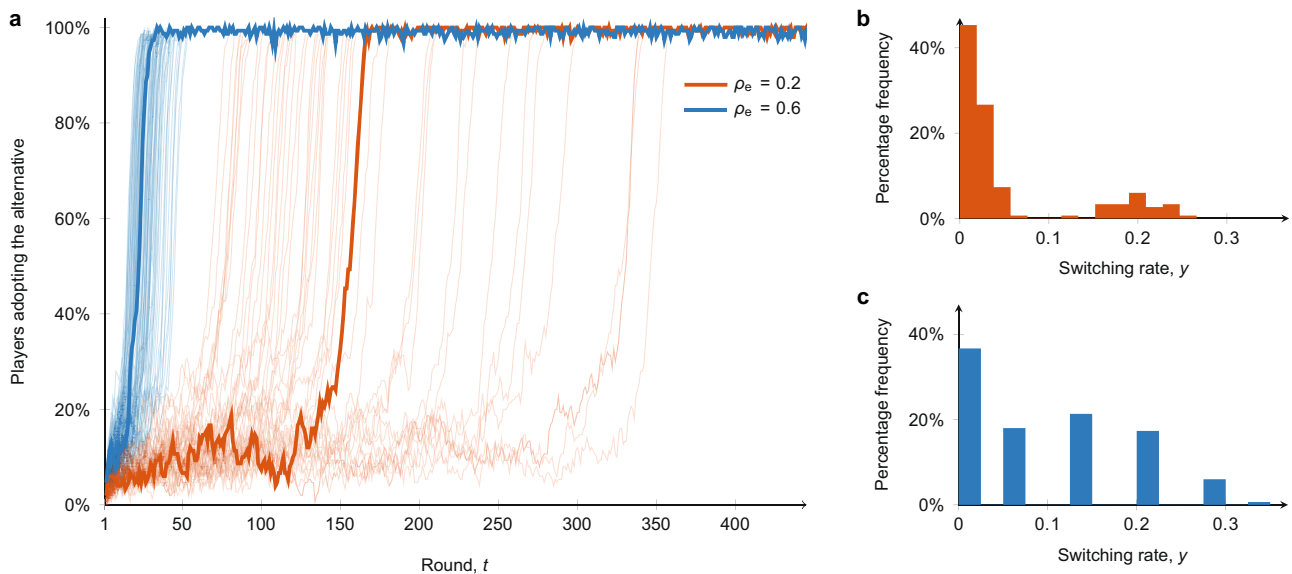 a
100%
80%
60%
40%
20%
0%
Players adopting the alternative
1 50 100 150 200 250 300 350 400
Round, t
ρe = 0.2
ρe = 0.6
b
40%
20%
0%
Percentage frequency
0 0.1 0.2 0.3
Switching rate, y
c
40%
20%
0%
Percentage frequency
0 0.1 0.2 0.3
Switching rate, y